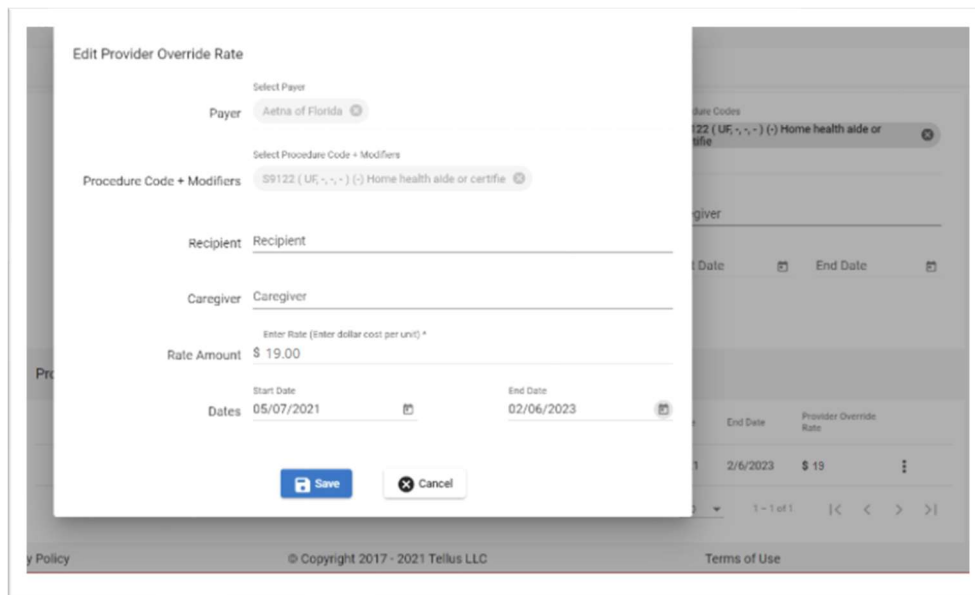 Edit Provider Override Rate
Select Payer
Payer Aetna of Florida
dure Codes
122 ( UF, -, -, - ) (-) Home health aide or
tifie
Select Procedure Code + Modifiers
Procedure Code + Modifiers S9122 ( UF, -, -, - ) (-) Home health aide or certifie
giver
Recipient Recipient
t Date End Date
Caregiver Caregiver
Enter Rate (Enter dollar cost per unit) *
Rate Amount $ 19.00
Pro
Start Date End Date
Dates 05/07/2021 02/06/2023
End Date Provider Override
Rate
1 2/6/2023 $ 19
Save Cancel
1 – 1 of 1
y Policy © Copyright 2017 - 2021 Tellus LLC Terms of Use